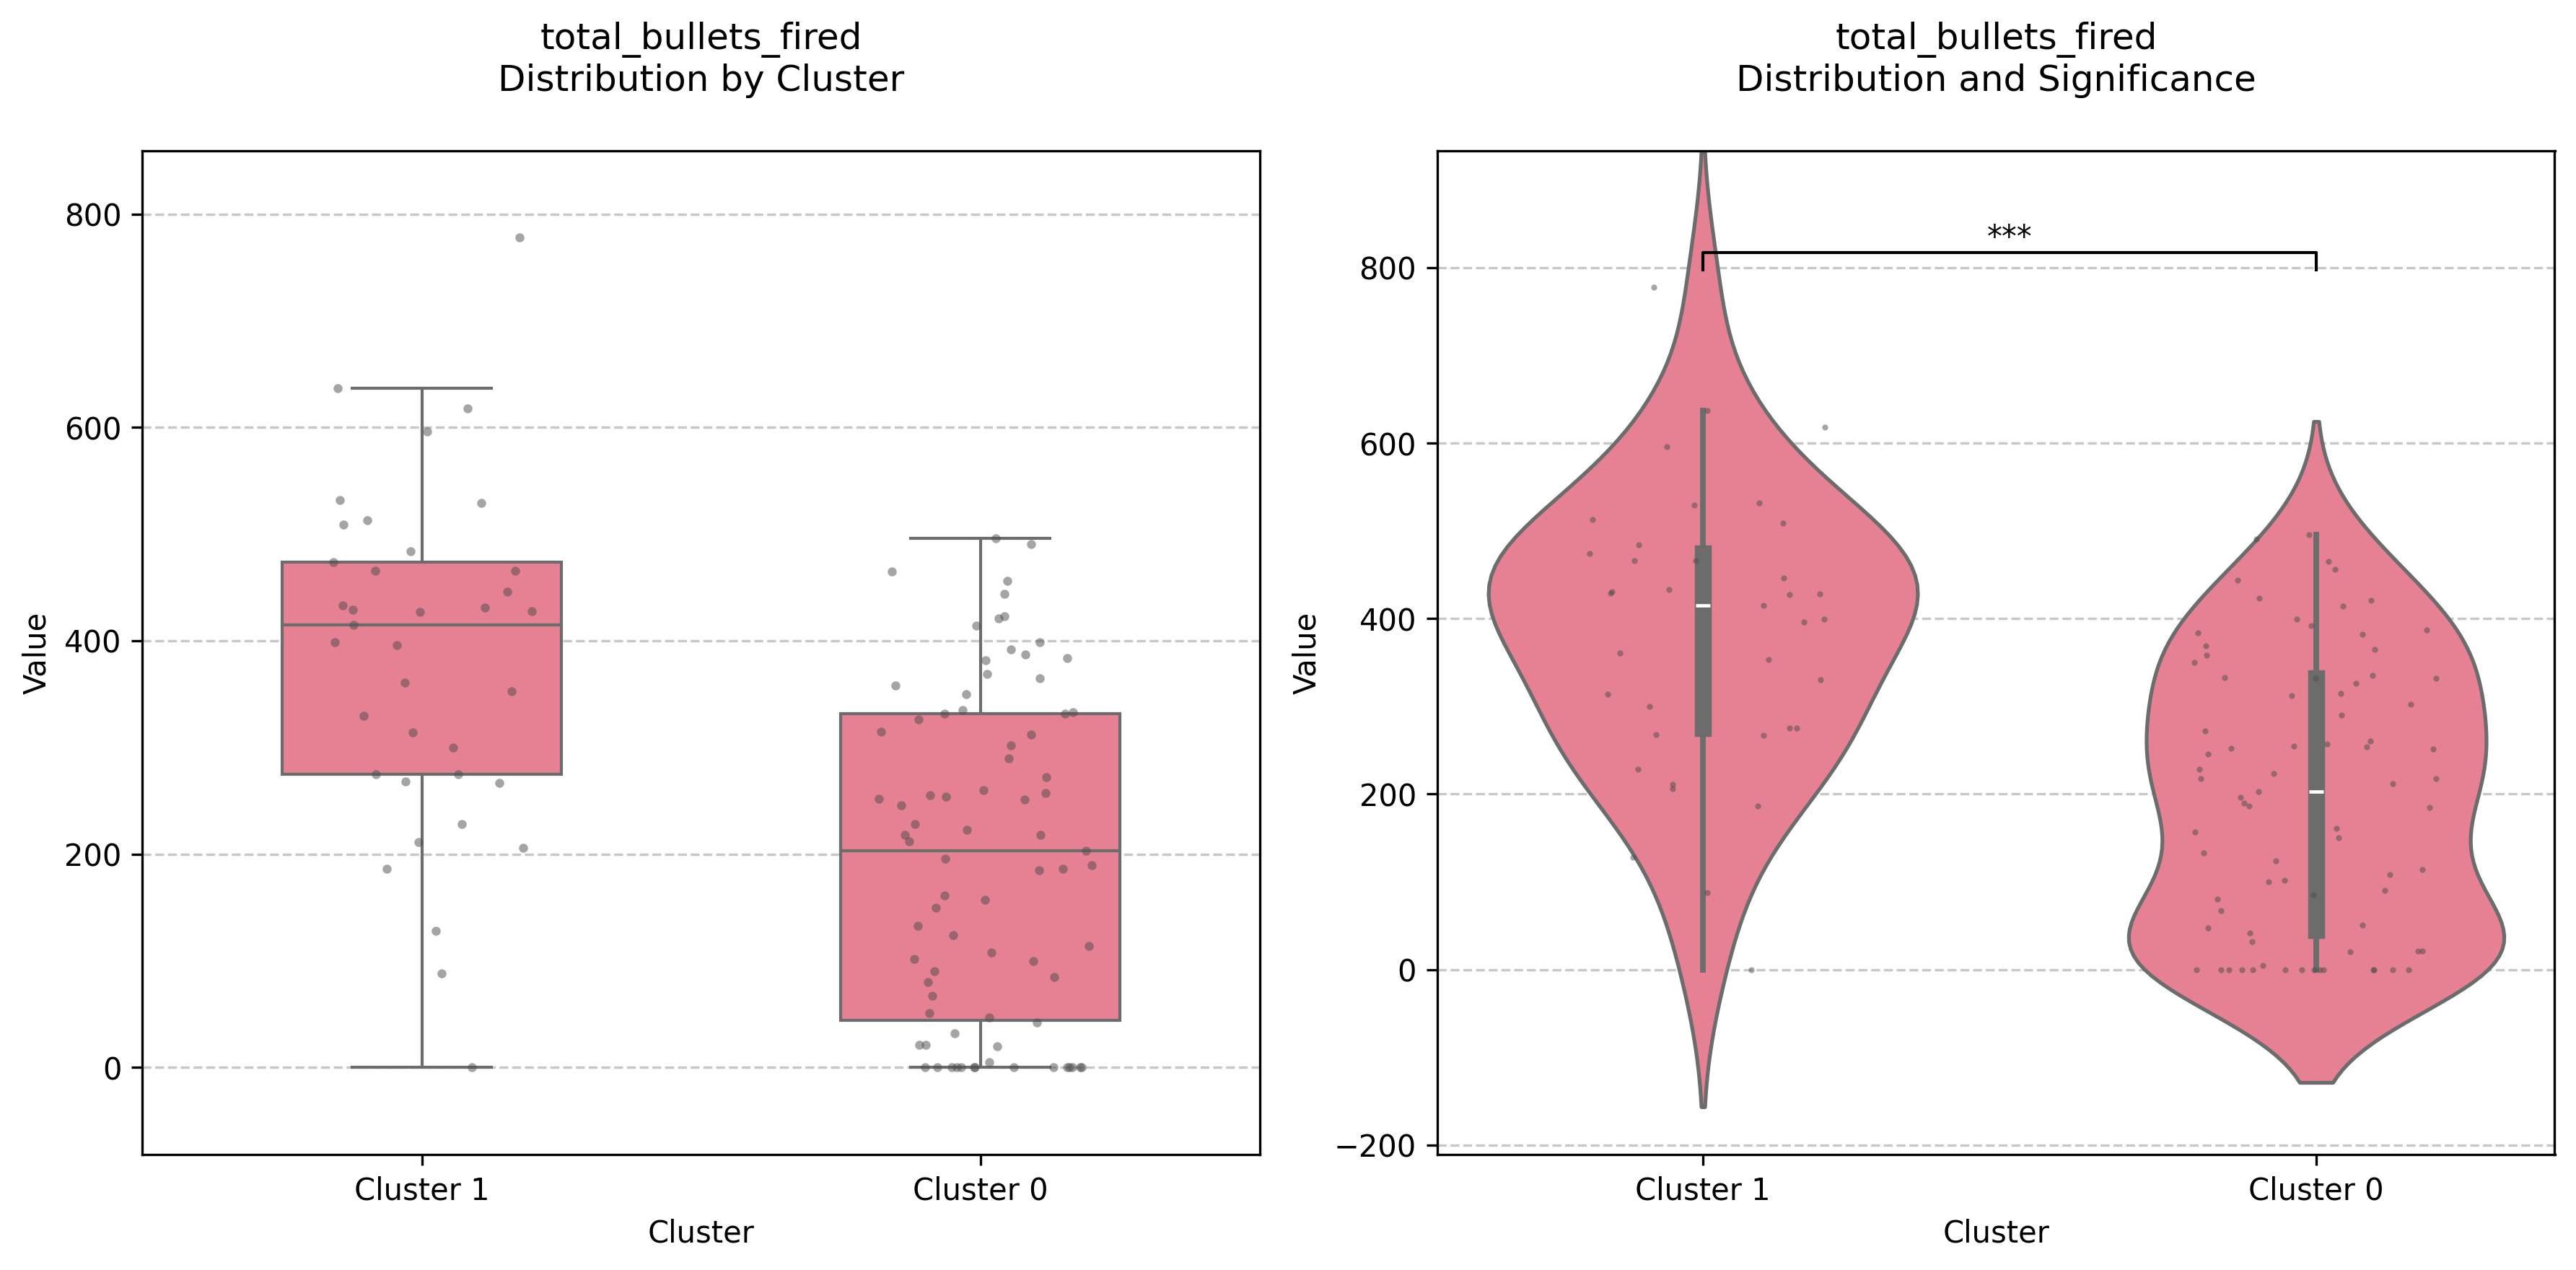 total_bullets_fired
Distribution by Cluster
800
600
400
200
0
Value
Cluster 1
Cluster 0
Cluster
total_bullets_fired
Distribution and Significance
***
800
600
400
200
0
−200
Value
Cluster 1
Cluster 0
Cluster